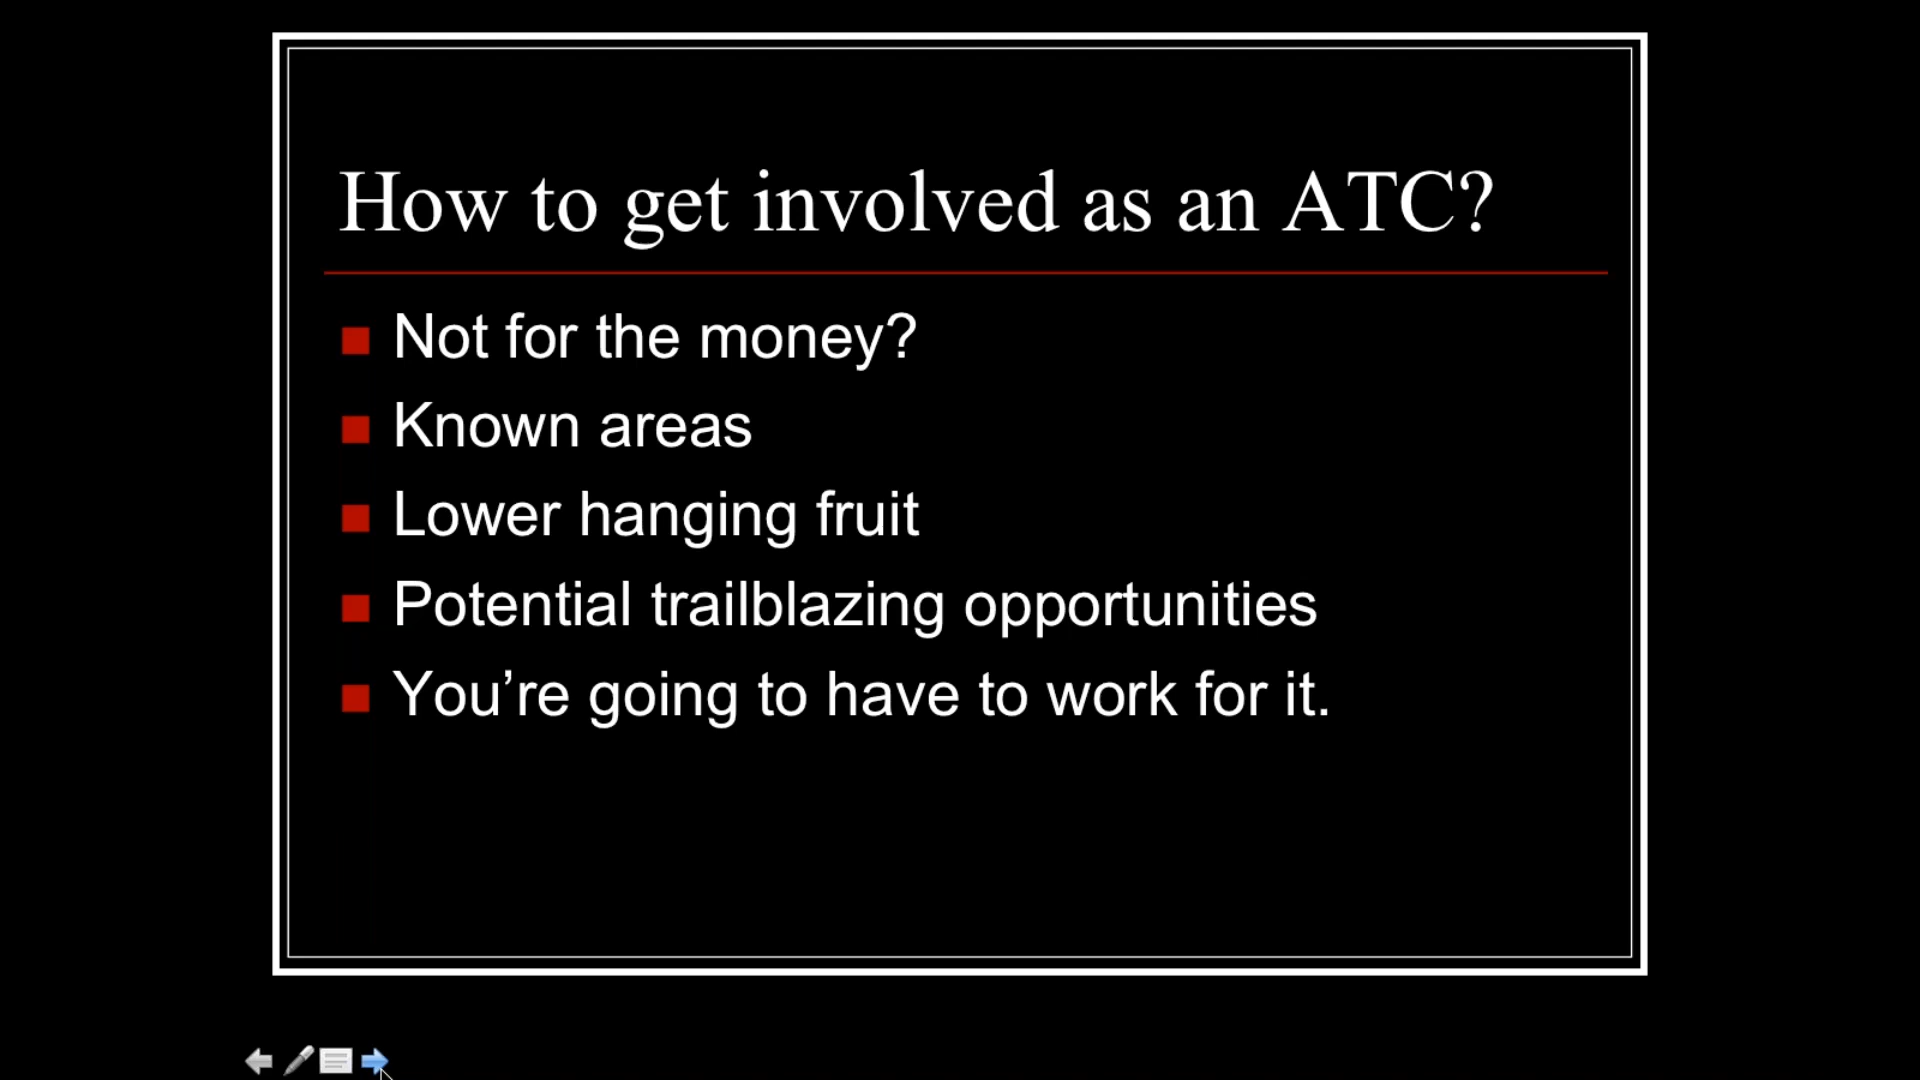 How to get involved as an ATC?
Not for the money?
Known areas
Lower hanging fruit
Potential trailblazing opportunities
You’re going to have to work for it.